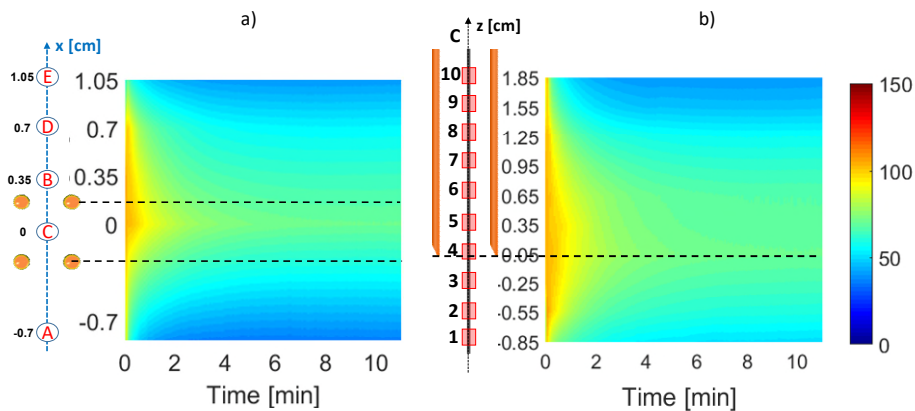 a)
x [cm]
1.05 E
0.7 D
0.35 B
0 C
-0.7 A
1.05
0.7
0.35
0
-0.7
0 2 4 6 8 10
Time [min]
b)
z [cm]
C
10
9
8
7
6
5
4
3
2
1
1.85
1.55
1.25
0.95
0.65
0.35
0.05
-0.25
-0.55
-0.85
0 2 4 6 8 10
Time [min]
150
100
50
0